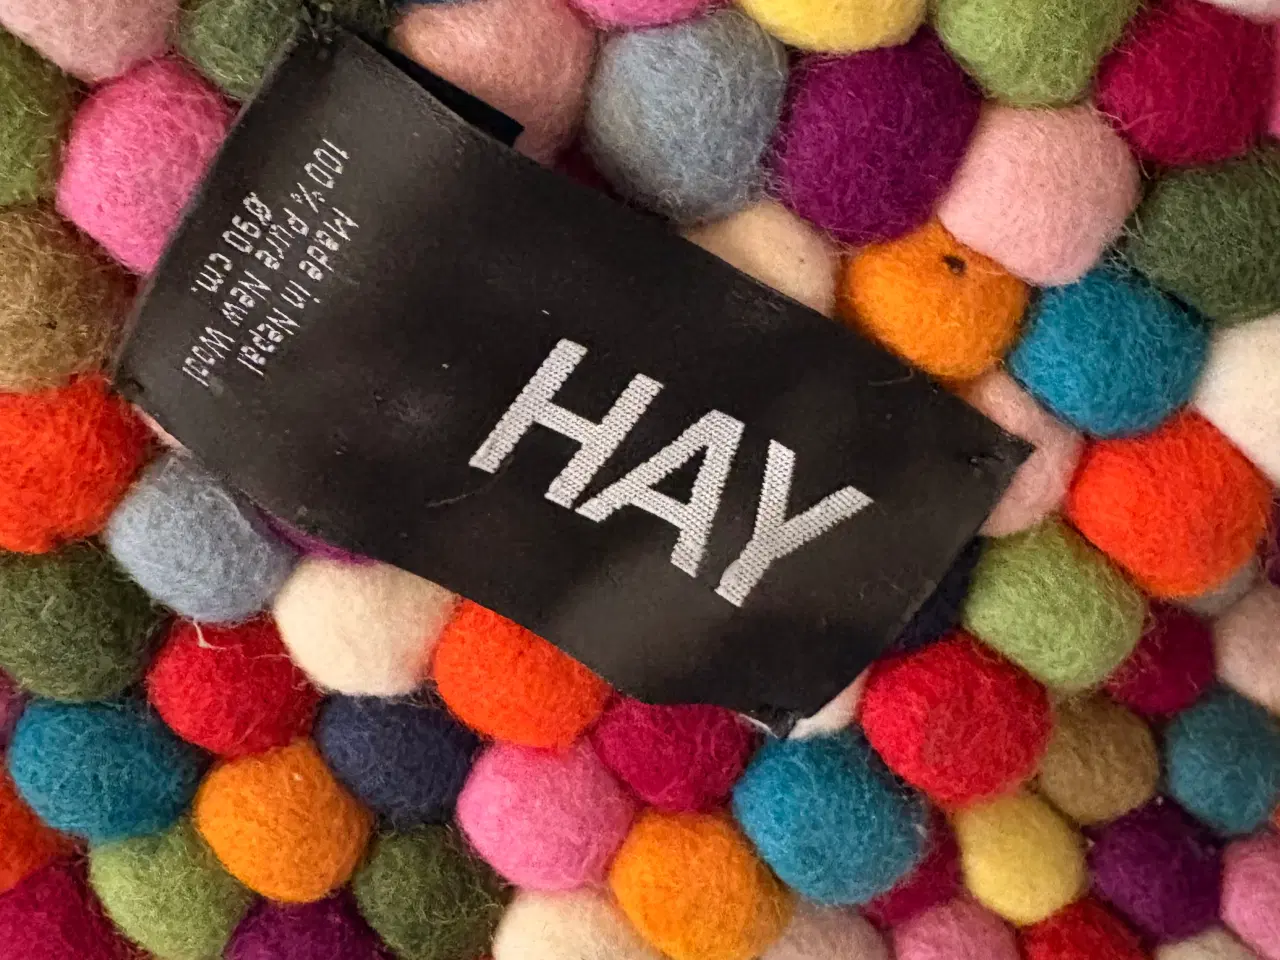 HAY
Made in Nepal
100% Pure New Wool
Ø90 cm.